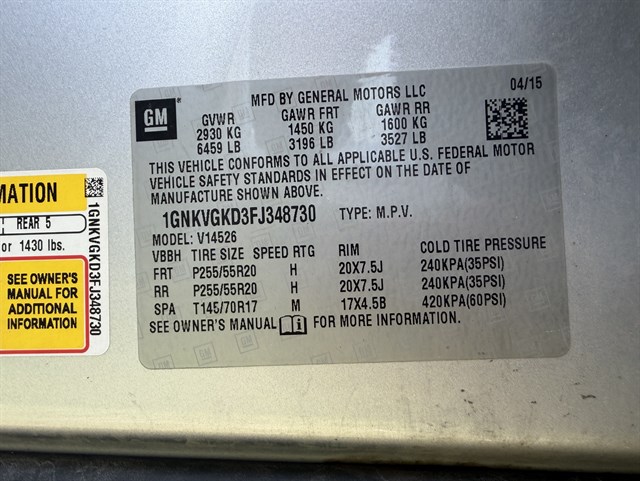 MFD BY GENERAL MOTORS LLC 04/15
GM
GVWR GAWR FRT GAWR RR
2930 KG 1450 KG 1600 KG
6459 LB 3196 LB 3527 LB
THIS VEHICLE CONFORMS TO ALL APPLICABLE U.S. FEDERAL MOTOR
VEHICLE SAFETY STANDARDS IN EFFECT ON THE DATE OF
MANUFACTURE SHOWN ABOVE.
1GNKVGKD3FJ348730 TYPE: M.P.V.
MODEL: V14526
VBBH TIRE SIZE SPEED RTG RIM COLD TIRE PRESSURE
FRT P255/55R20 H 20X7.5J 240KPA(35PSI)
RR P255/55R20 H 20X7.5J 240KPA(35PSI)
SPA T145/70R17 M 17X4.5B 420KPA(60PSI)
SEE OWNER'S MANUAL FOR MORE INFORMATION.
MATION
REAR 5
or 1430 lbs.
SEE OWNER'S
MANUAL FOR
ADDITIONAL
INFORMATION
1GNKVGKD3FJ348730